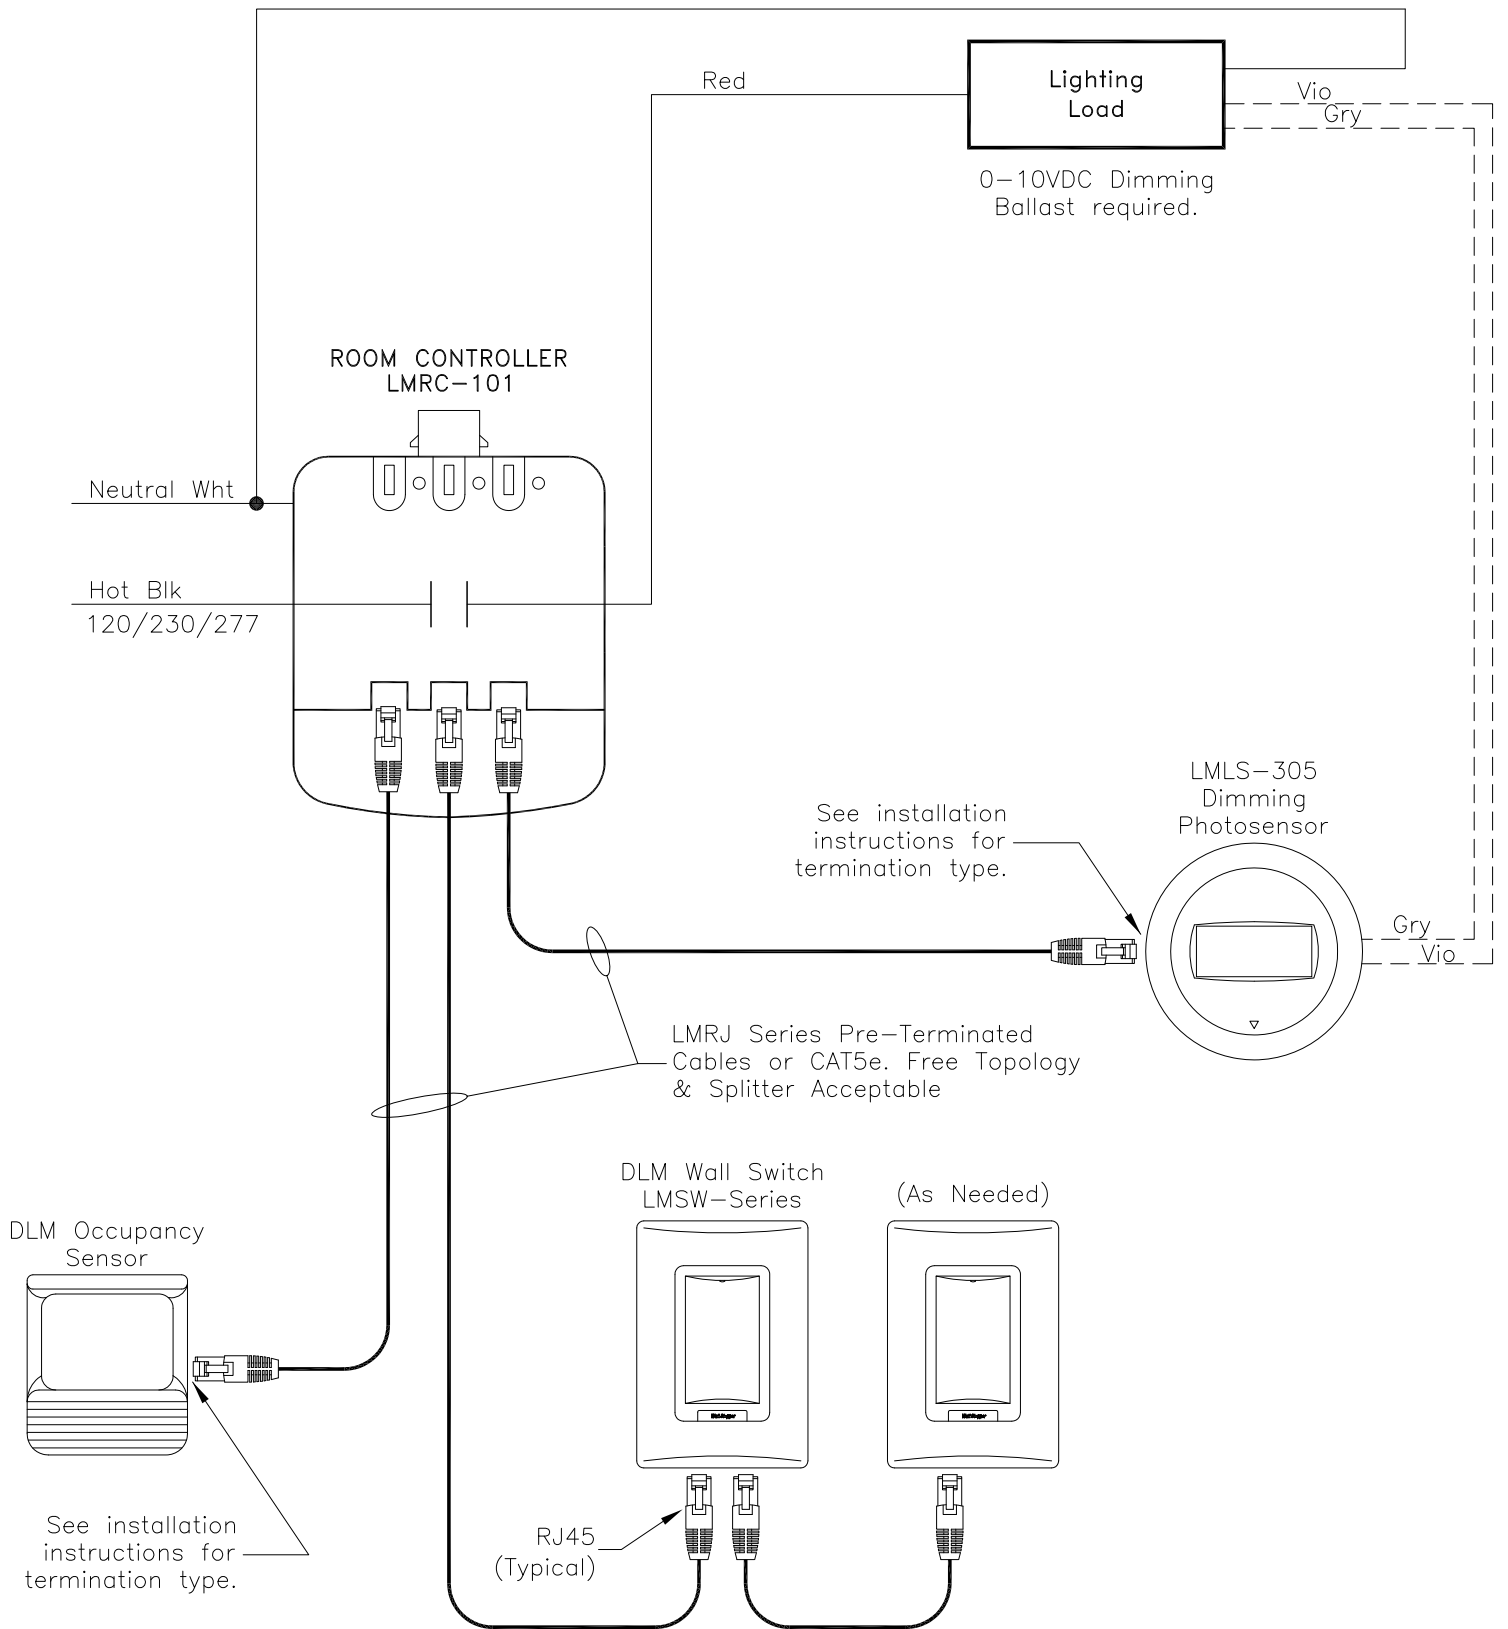 Red
Lighting
Load
Vio
Gry
0-10VDC Dimming
Ballast required.
ROOM CONTROLLER
LMRC-101
Neutral Wht
Hot Blk
120/230/277
LMLS-305
Dimming
Photosensor
See installation
instructions for
termination type.
Gry
Vio
LMRJ Series Pre-Terminated
Cables or CAT5e. Free Topology
& Splitter Acceptable
DLM Wall Switch
LMSW-Series
(As Needed)
DLM Occupancy
Sensor
RJ45
(Typical)
See installation
instructions for
termination type.